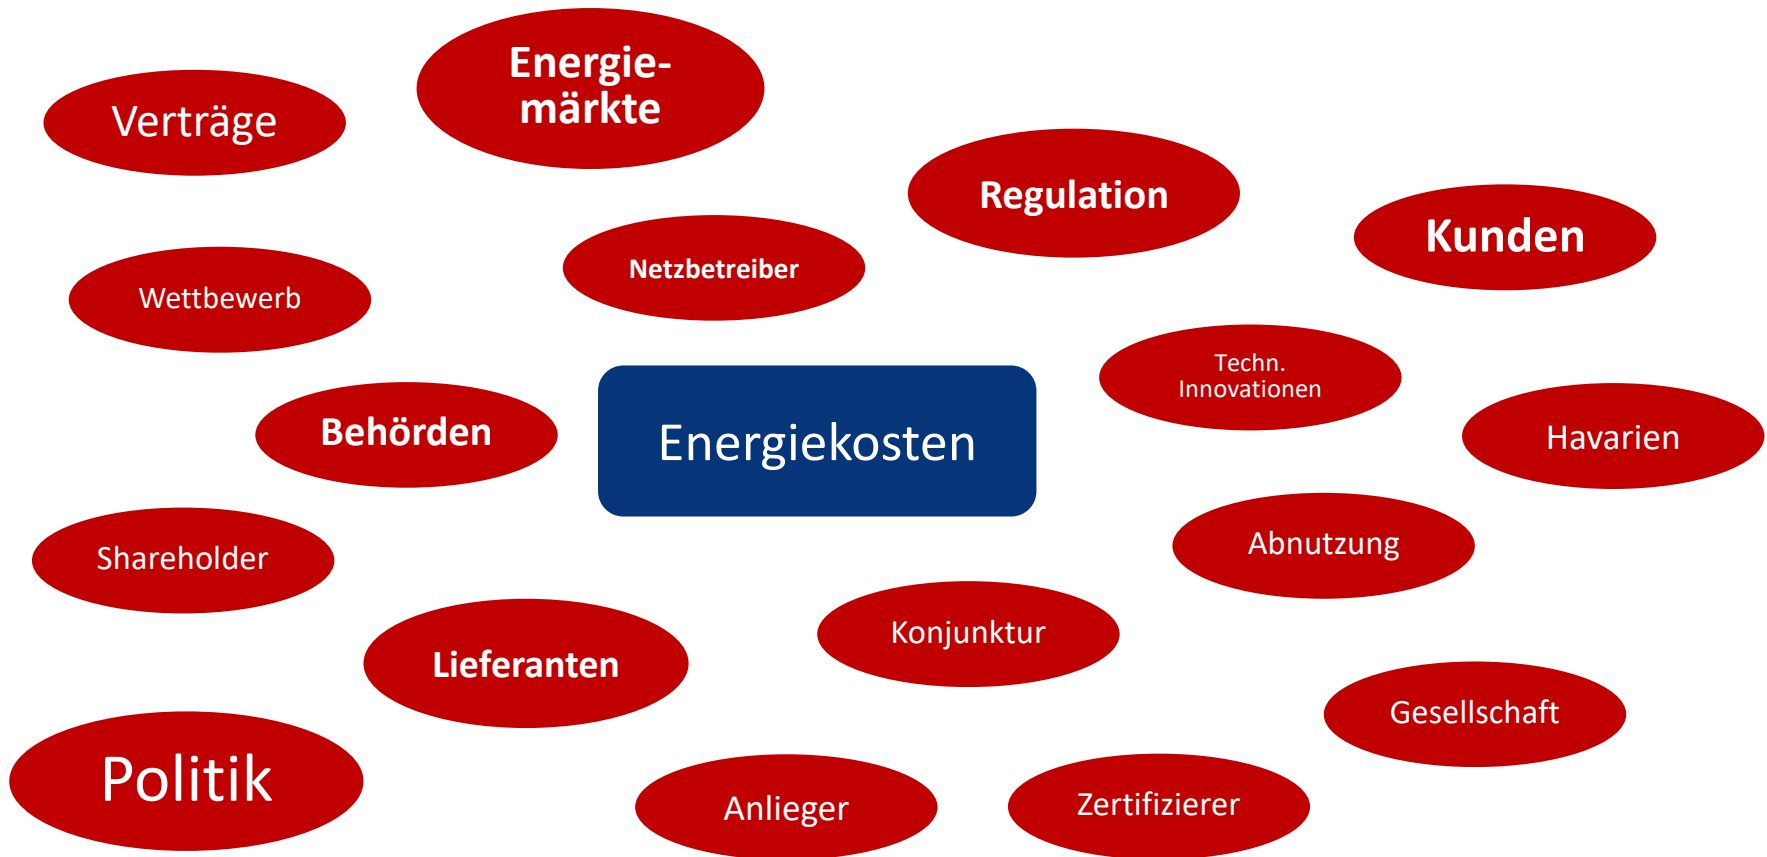 Energie-
märkte
Verträge
Regulation
Kunden
Netzbetreiber
Wettbewerb
Techn.
Innovationen
Behörden
Energiekosten
Havarien
Abnutzung
Shareholder
Konjunktur
Lieferanten
Gesellschaft
Politik
Anlieger
Zertifizierer